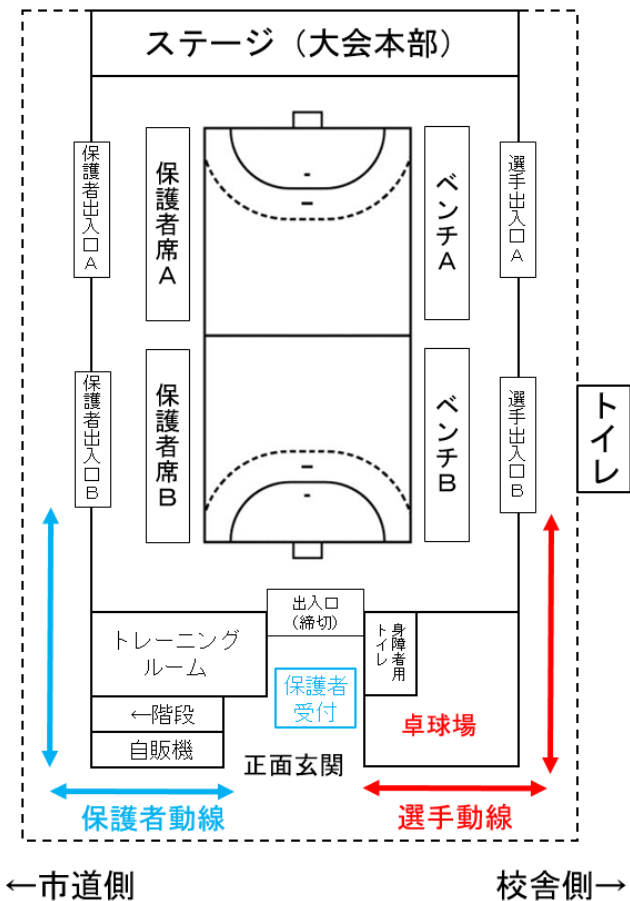 ステージ（大会本部）
保護者出入口A
保護者席A
ベンチA
選手出入口A
保護者出入口B
保護者席B
ベンチB
選手出入口B
トイレ
出入口
(締切)
トレーニング
ルーム
身障者用
トイレ
保護者
受付
←階段
自販機
卓球場
正面玄関
保護者動線
選手動線
←市道側
校舎側→